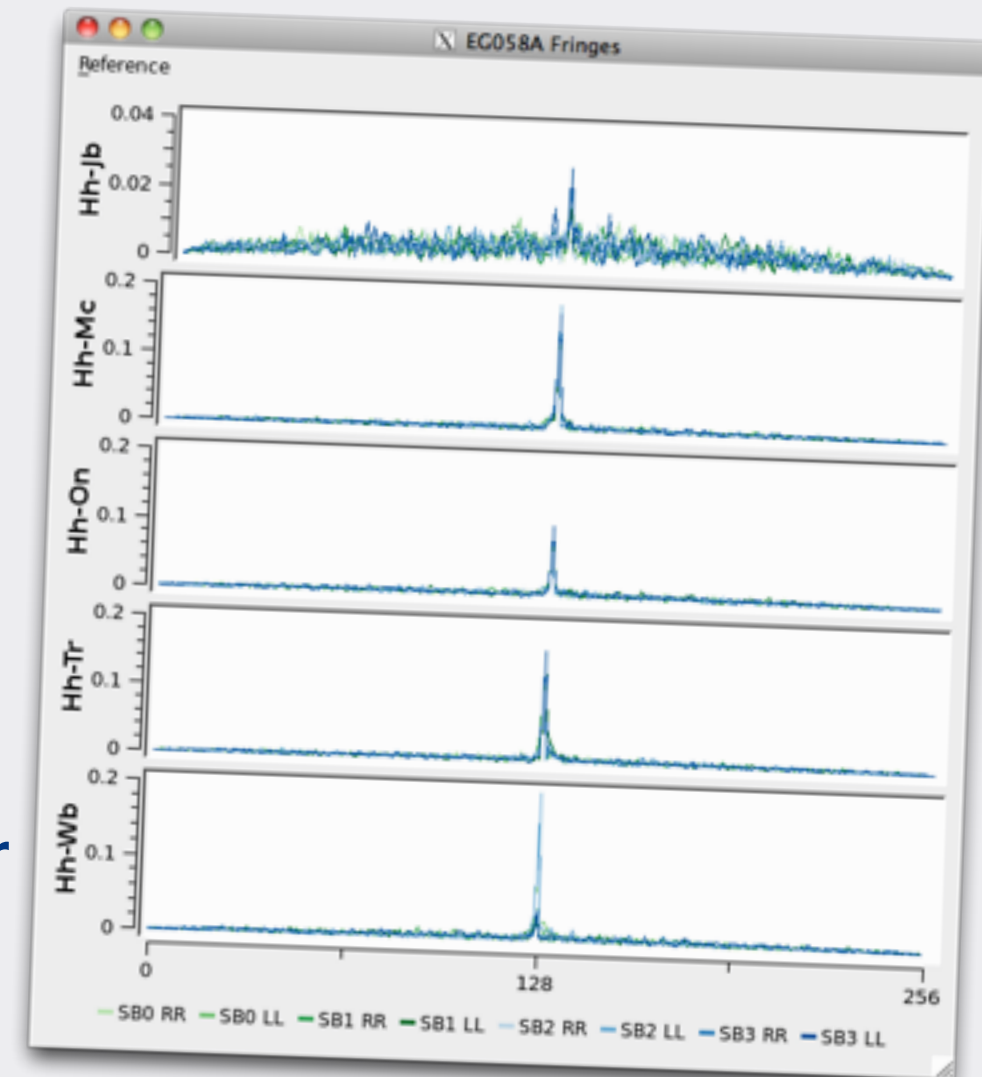 EG058A Fringes
Reference
0.04
0.02
0
Hh-Jb
0.2
0.1
0
Hh-Mc
0.2
0.1
0
Hh-On
0.2
0.1
0
Hh-Tr
0.2
0.1
0
Hh-Wb
0 128 256
SB0 RR SB0 LL SB1 RR SB1 LL SB2 RR SB2 LL SB3 RR SB3 LL
r